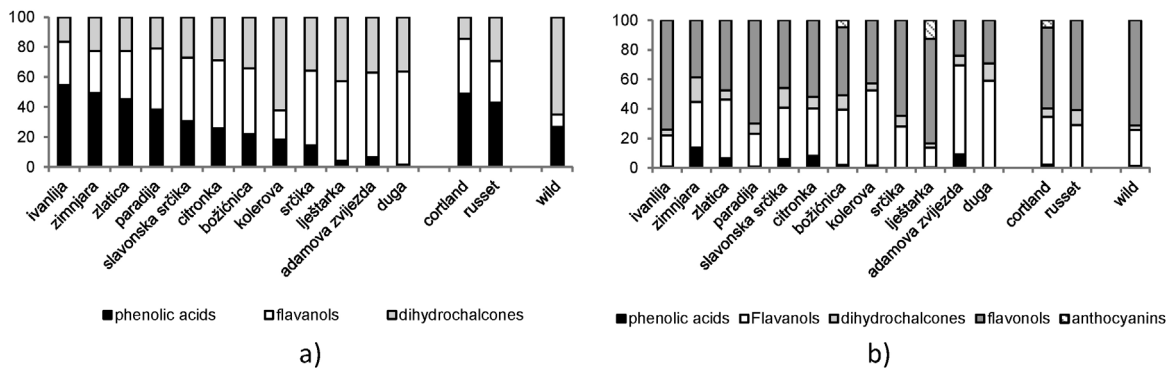 a)
100
80
60
40
20
0
ivanlija
zimnjara
zlatica
paradija
slavonska srčika
citronka
božićnica
kolerova
srčika
lještarka
adamova zvijezda
duga
cortland
russet
wild
phenolic acids flavanols dihydrochalcones
a)
b)
100
80
60
40
20
0
ivanlija
zimnjara
zlatica
paradija
slavonska srčika
citronka
božićnica
kolerova
srčika
lještarka
adamova zvijezda
duga
cortland
russet
wild
phenolic acids Flavanols dihydrochalcones flavonols anthocyanins
b)